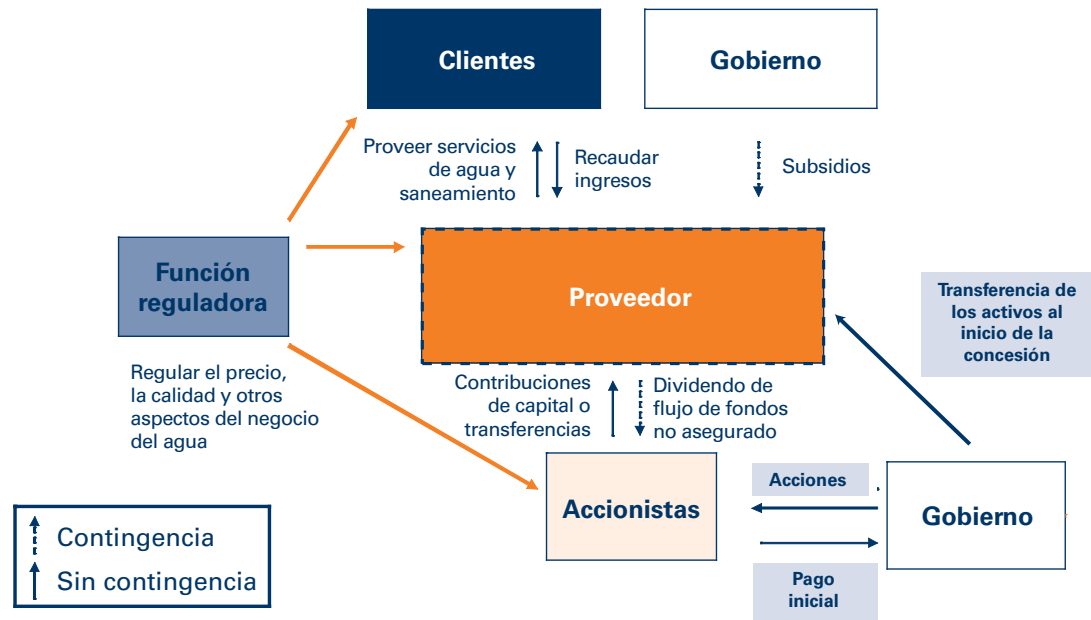 Clientes
Gobierno
Proveer servicios
de agua y
saneamiento
Recaudar
ingresos
Subsidios
Función
reguladora
Proveedor
Transferencia de
los activos al
inicio de la
concesión
Regular el precio,
la calidad y otros
aspectos del negocio
del agua
Contribuciones
de capital o
transferencias
Dividendo de
flujo de fondos
no asegurado
Accionistas
Acciones
Gobierno
Pago
inicial
Contingencia
Sin contingencia